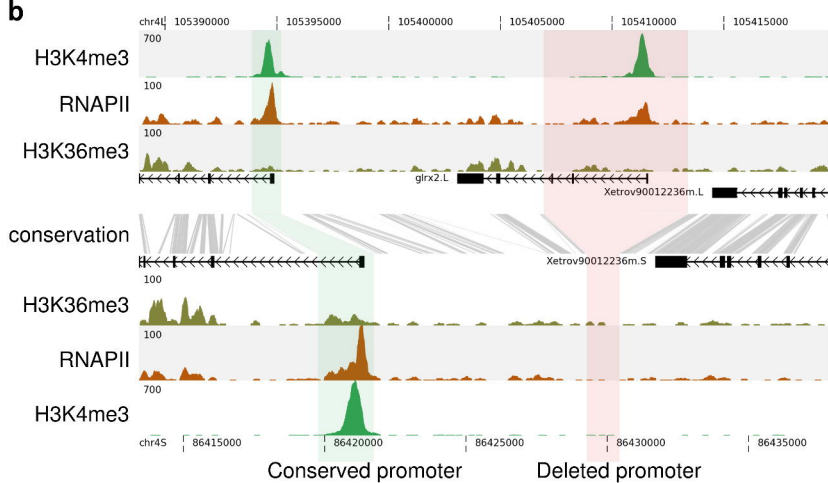 b
chr4L 105390000 105395000 105400000 105405000 105410000 105415000
H3K4me3 700
RNAPII 100
H3K36me3 100
glrx2.L
Xetrov90012236m.L
conservation
Xetrov90012236m.S
H3K36me3 100
RNAPII 100
H3K4me3 700
chr4S 86415000 86420000 86425000 86430000 86435000
Conserved promoter Deleted promoter